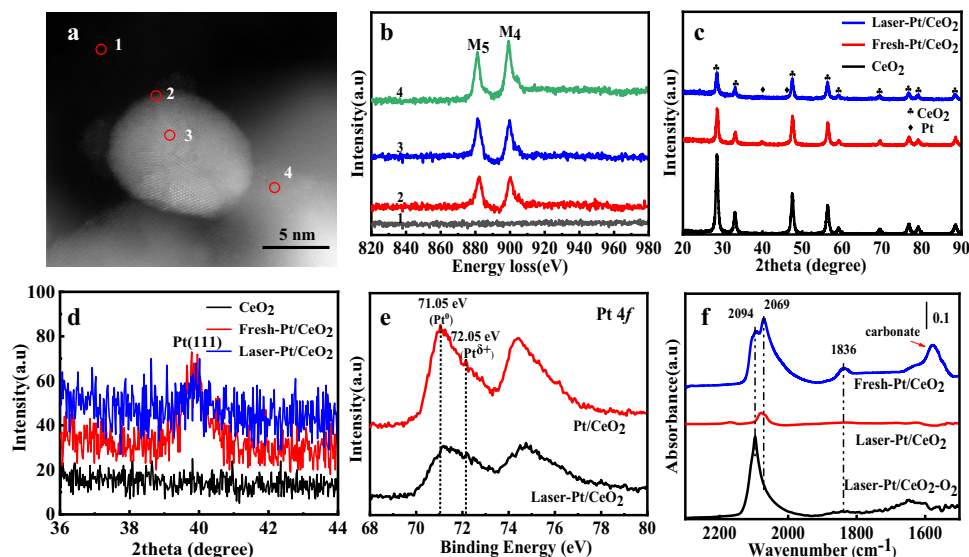 a
1
2
3
4
5 nm
b
M5
M4
4
3
2
1
Intensity(a.u)
820 840 860 880 900 920 940 960 980
Energy loss(eV)
c
Laser-Pt/CeO2
Fresh-Pt/CeO2
CeO2
♣ CeO2
♦ Pt
Intensity(a.u)
20 30 40 50 60 70 80 90
2theta (degree)
d
CeO2
Fresh-Pt/CeO2
Laser-Pt/CeO2
Pt(111)
Intensity(a.u)
100
80
60
40
20
0
36 38 40 42 44
2theta (degree)
e
71.05 eV
(Pt⁰)
72.05 eV
(Ptᵟ⁺)
Pt 4f
Pt/CeO2
Laser-Pt/CeO2
Intensity(a.u)
68 70 72 74 76 78 80
Binding Energy (eV)
f
2094
2069
1836
carbonate
0.1
Fresh-Pt/CeO2
Laser-Pt/CeO2
Laser-Pt/CeO2-O2
Absorbance(a.u)
2200 2000 1800 1600
Wavenumber (cm⁻¹)